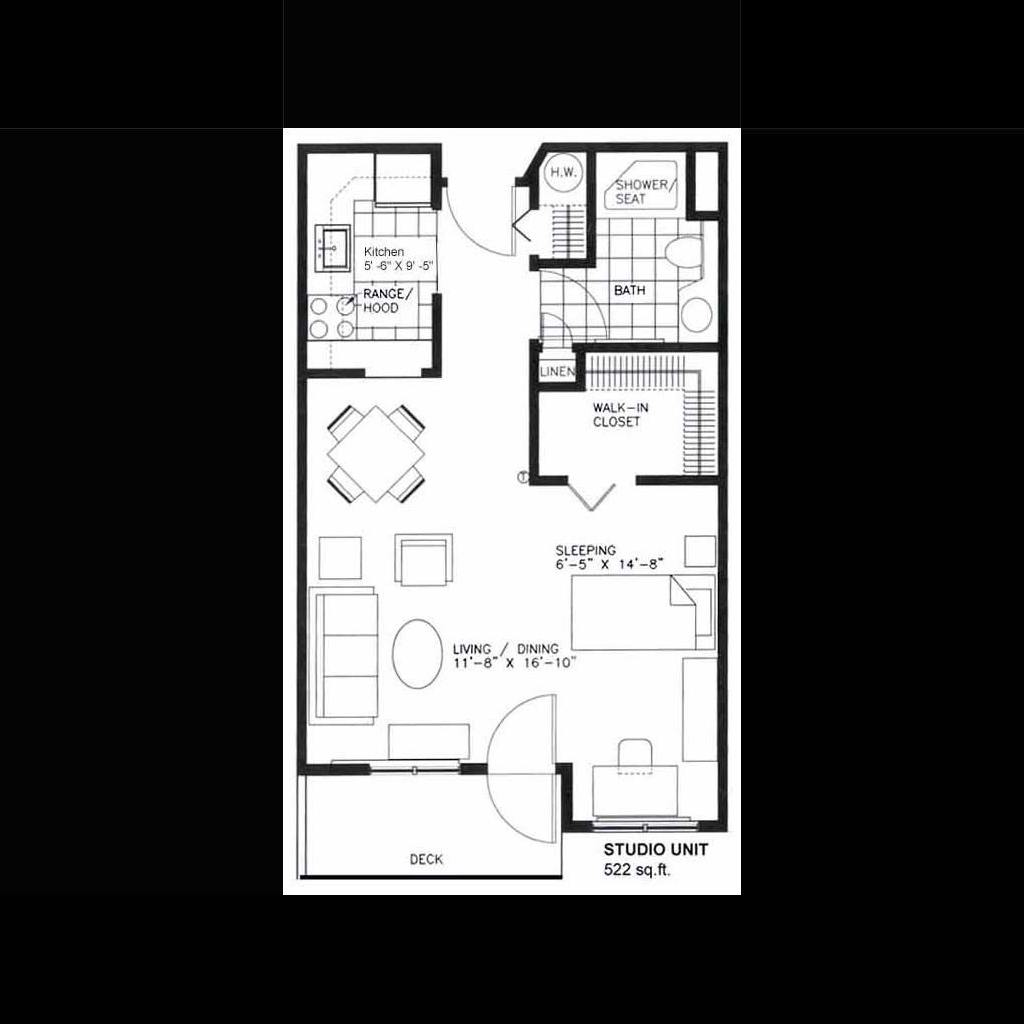 H.W.
SHOWER/
SEAT
Kitchen
5' -6" X 9' -5"
RANGE/
HOOD
BATH
LINEN
WALK-IN
CLOSET
T
SLEEPING
6'-5" X 14'-8"
LIVING / DINING
11'-8" X 16'-10"
DECK
STUDIO UNIT
522 sq.ft.